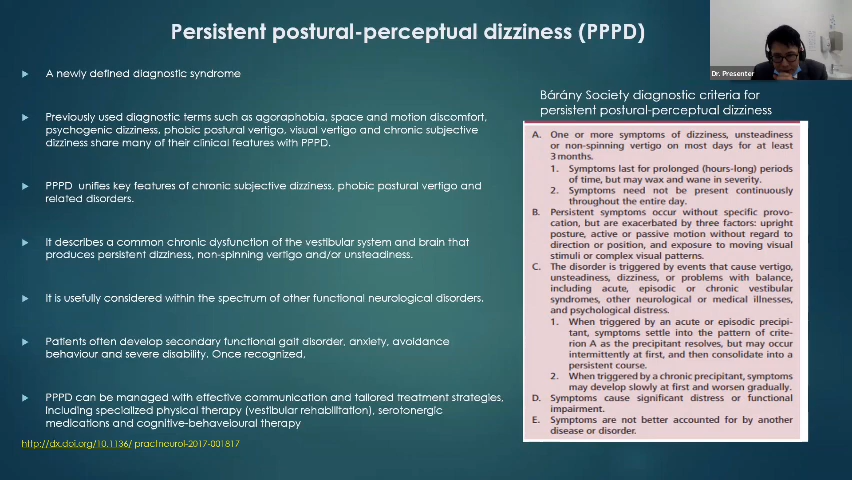 Persistent postural-perceptual dizziness (PPPD)
A newly defined diagnostic syndrome
Previously used diagnostic terms such as agoraphobia, space and motion discomfort,
psychogenic dizziness, phobic postural vertigo, visual vertigo and chronic subjective
dizziness share many of their clinical features with PPPD.
PPPD unifies key features of chronic subjective dizziness, phobic postural vertigo and
related disorders.
It describes a common chronic dysfunction of the vestibular system and brain that
produces persistent dizziness, non-spinning vertigo and/or unsteadiness.
It is usefully considered within the spectrum of other functional neurological disorders.
Patients often develop secondary functional gait disorder, anxiety, avoidance
behaviour and severe disability. Once recognized,
PPPD can be managed with effective communication and tailored treatment strategies,
including specialized physical therapy (vestibular rehabilitation), serotonergic
medications and cognitive-behaveioural therapy
http://dx.doi.org/10.1136/ practneurol-2017-001817
Dr. Presenter
Bárány Society diagnostic criteria for
persistent postural-perceptual dizziness
A. One or more symptoms of dizziness, unsteadiness
or non-spinning vertigo on most days for at least
3 months.
1. Symptoms last for prolonged (hours-long) periods
of time, but may wax and wane in severity.
2. Symptoms need not be present continuously
throughout the entire day.
B. Persistent symptoms occur without specific provo-
cation, but are exacerbated by three factors: upright
posture, active or passive motion without regard to
direction or position, and exposure to moving visual
stimuli or complex visual patterns.
C. The disorder is triggered by events that cause vertigo,
unsteadiness, dizziness, or problems with balance,
including acute, episodic or chronic vestibular
syndromes, other neurological or medical illnesses,
and psychological distress.
1. When triggered by an acute or episodic precipi-
tant, symptoms settle into the pattern of crite-
rion A as the precipitant resolves, but may occur
intermittently at first, and then consolidate into a
persistent course.
2. When triggered by a chronic precipitant, symptoms
may develop slowly at first and worsen gradually.
D. Symptoms cause significant distress or functional
impairment.
E. Symptoms are not better accounted for by another
disease or disorder.